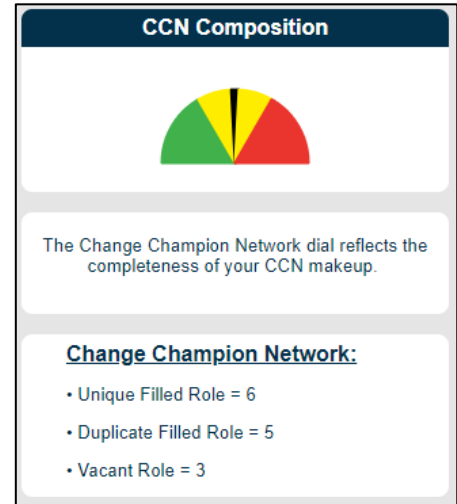 CCN Composition
The Change Champion Network dial reflects the
completeness of your CCN makeup.
Change Champion Network:
• Unique Filled Role = 6
• Duplicate Filled Role = 5
• Vacant Role = 3